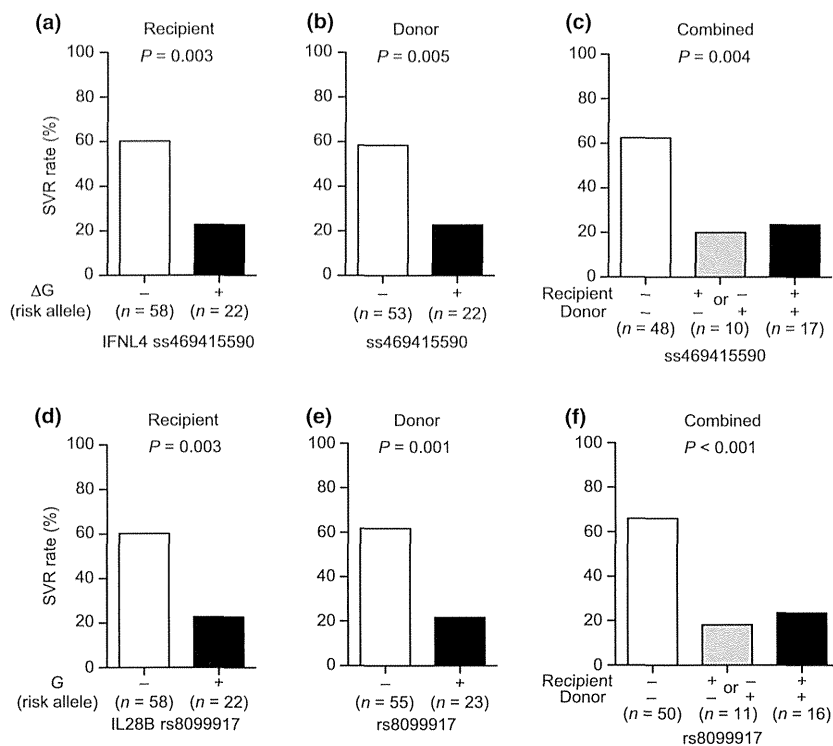 (a)
Recipient
P = 0.003
100
80
60
40
20
0
SVR rate (%)
ΔG
(risk allele)
– +
(n = 58) (n = 22)
IFNL4 ss469415590
(b)
Donor
P = 0.005
100
80
60
40
20
0
– +
(n = 53) (n = 22)
ss469415590
(c)
Combined
P = 0.004
100
80
60
40
20
0
Recipient – + or – +
Donor – – + +
(n = 48) (n = 10) (n = 17)
ss469415590
(d)
Recipient
P = 0.003
100
80
60
40
20
0
SVR rate (%)
G
(risk allele)
– +
(n = 58) (n = 22)
IL28B rs8099917
(e)
Donor
P = 0.001
100
80
60
40
20
0
– +
(n = 55) (n = 23)
rs8099917
(f)
Combined
P < 0.001
100
80
60
40
20
0
Recipient – + or – +
Donor – – + +
(n = 50) (n = 11) (n = 16)
rs8099917